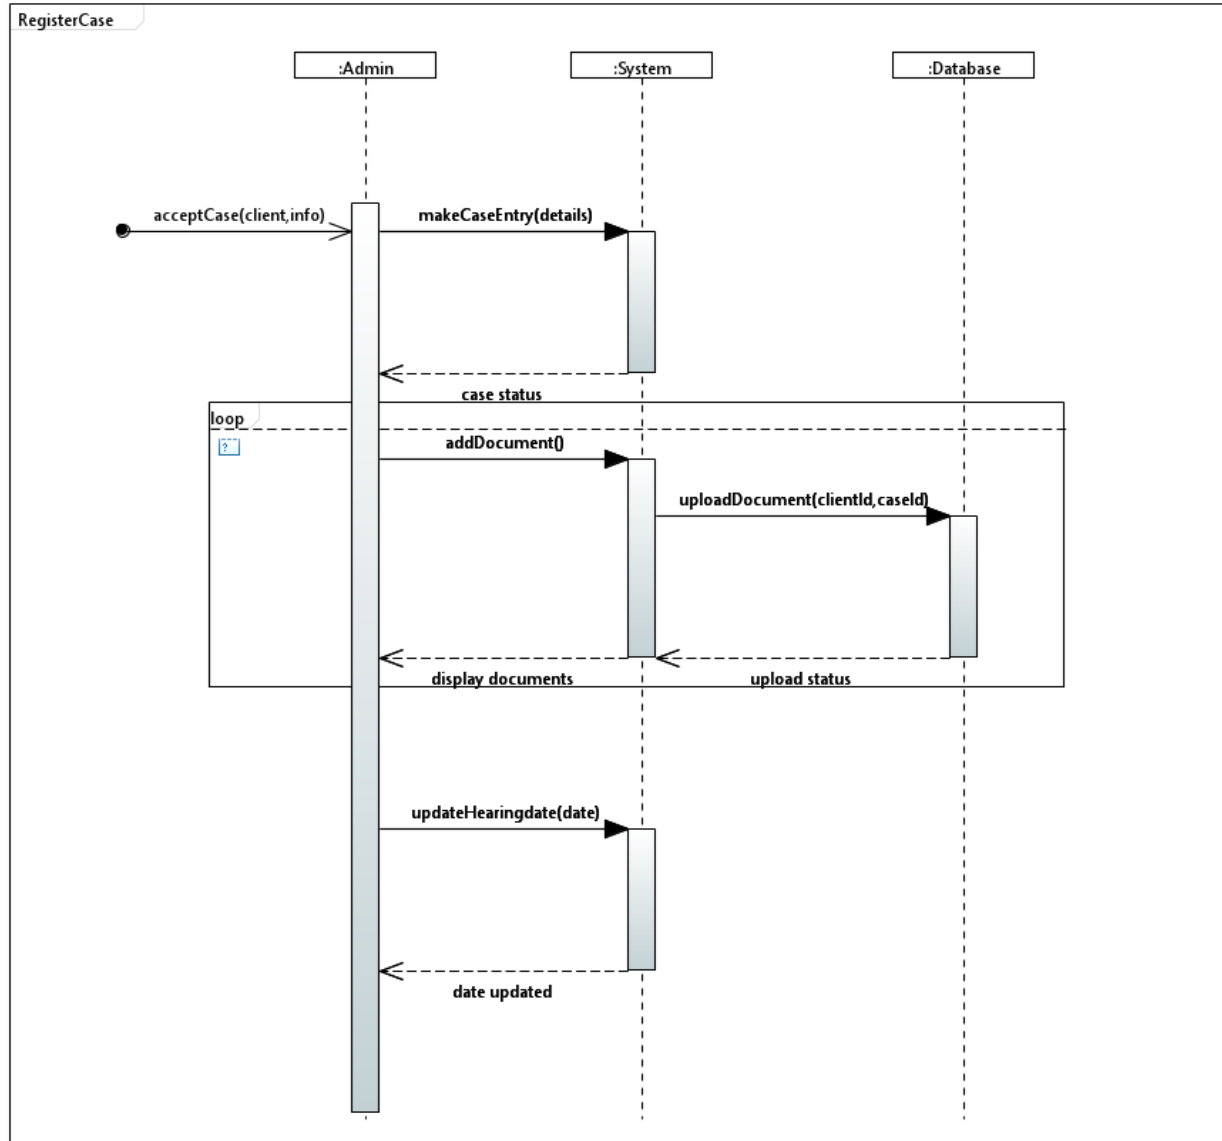 RegisterCase
:Admin
:System
:Database
acceptCase(client,info)
makeCaseEntry(details)
case status
loop
?
addDocument()
uploadDocument(clientId,caseId)
display documents
upload status
updateHearingdate(date)
date updated